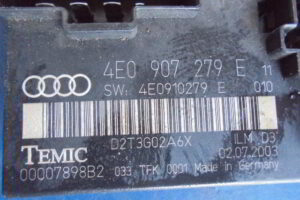 4E0 907 279 E 11
SW: 4E0910279 E 010
D2T3G02A6X ILM 03
TEMIC 02.07.2003
00007898B2 033 TFK 0001 Made in Germany